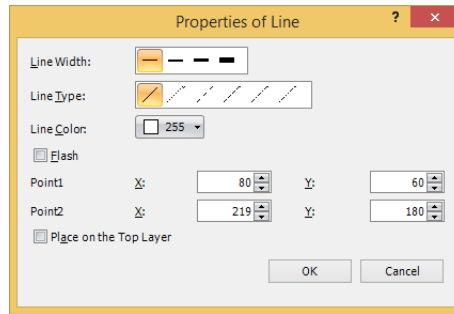 Properties of Line
? ×
Line Width:
Line Type:
Line Color: 255
Flash
Point1 X: 80 Y: 60
Point2 X: 219 Y: 180
Place on the Top Layer
OK Cancel